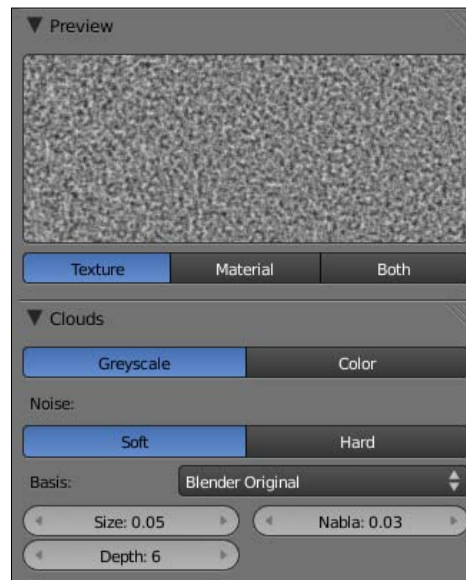 Preview
Texture Material Both
Clouds
Greyscale Color
Noise:
Soft Hard
Basis: Blender Original
Size: 0.05 Nabla: 0.03
Depth: 6